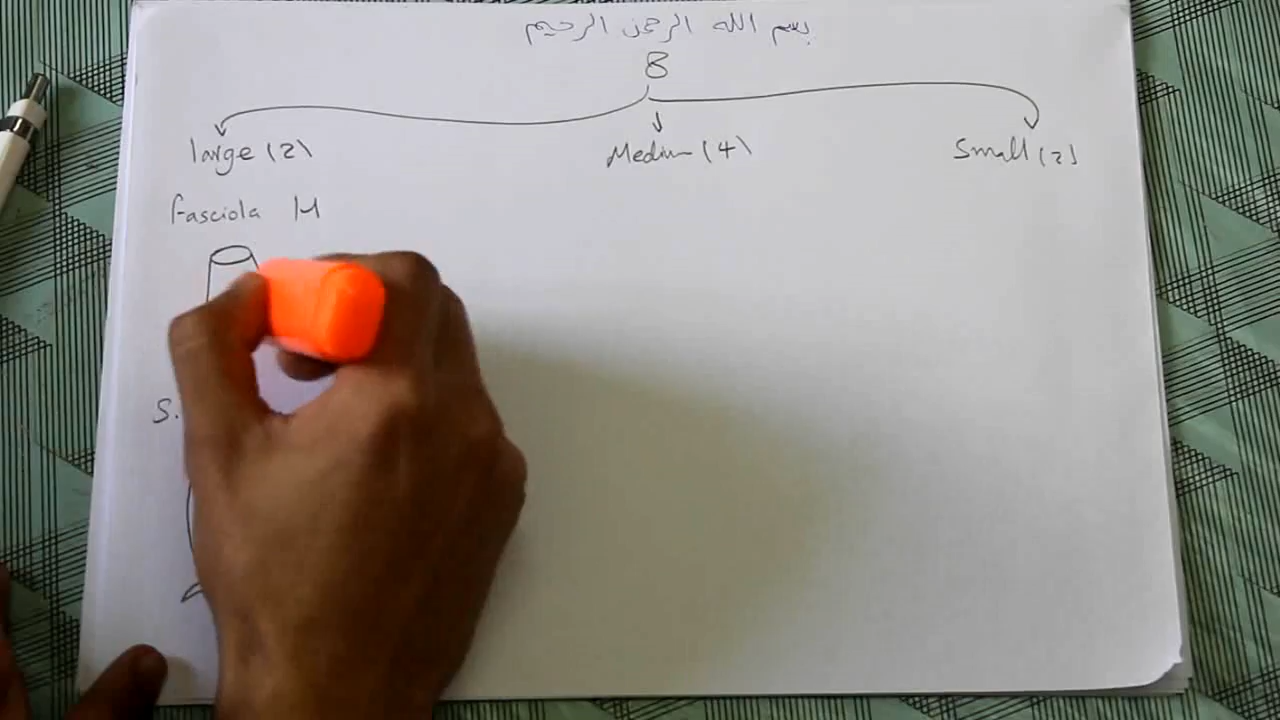 بسم الله الرحمن الرحيم
8
large (2) Medium (4) Small (2)
fasciola H
S.